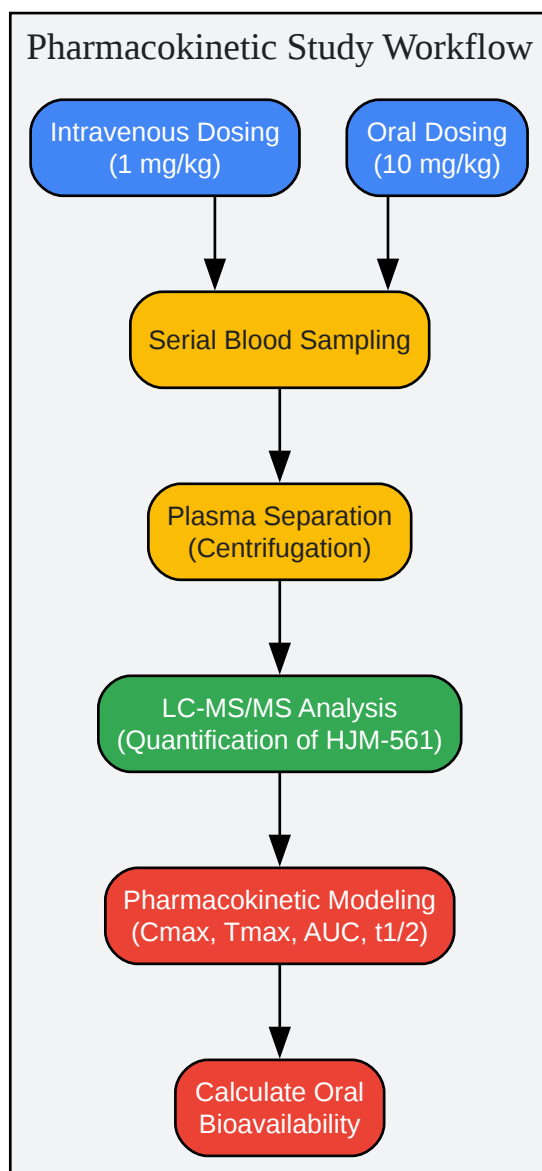 Pharmacokinetic Study Workflow
Intravenous Dosing
(1 mg/kg)
Oral Dosing
(10 mg/kg)
Serial Blood Sampling
Plasma Separation
(Centrifugation)
LC-MS/MS Analysis
(Quantification of HJM-561)
Pharmacokinetic Modeling
(Cmax, Tmax, AUC, t1/2)
Calculate Oral
Bioavailability